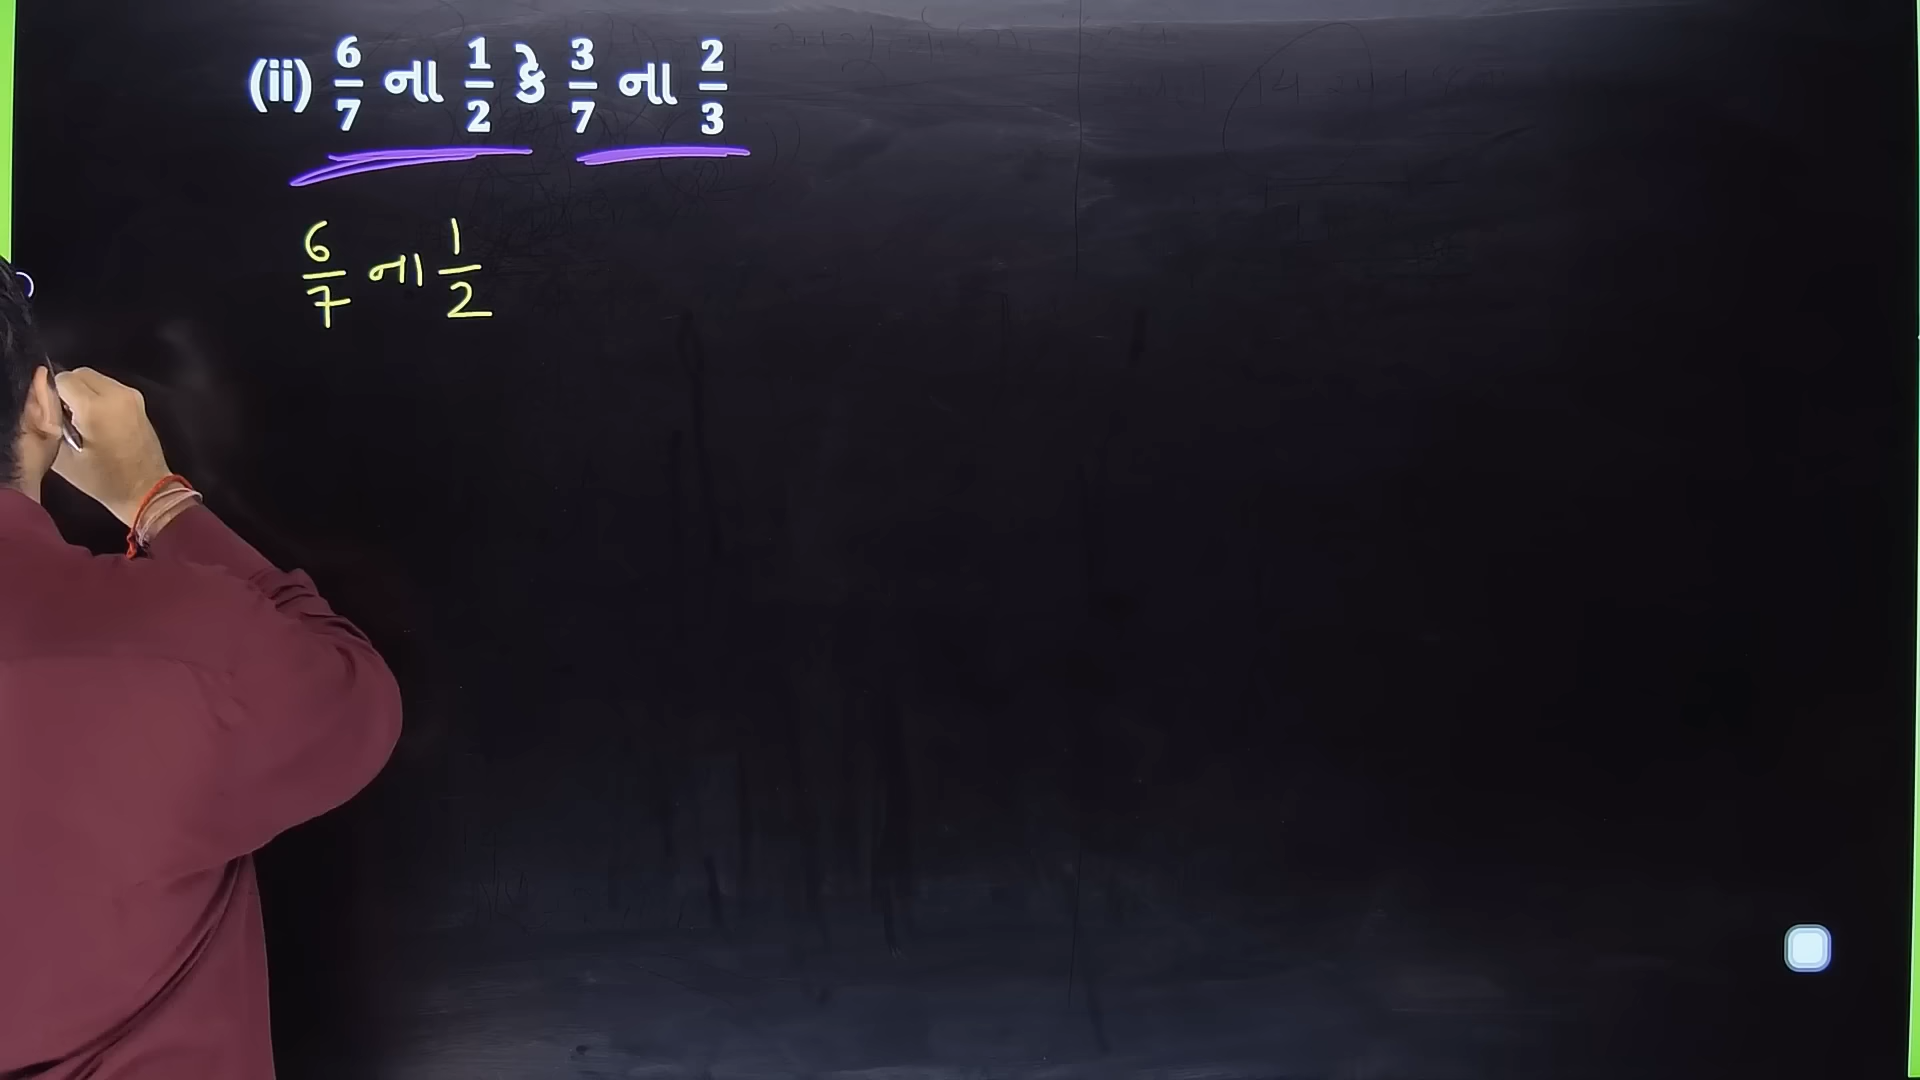 (ii) 6/7 ના 1/2 કે 3/7 ના 2/3
6/7 ના 1/2